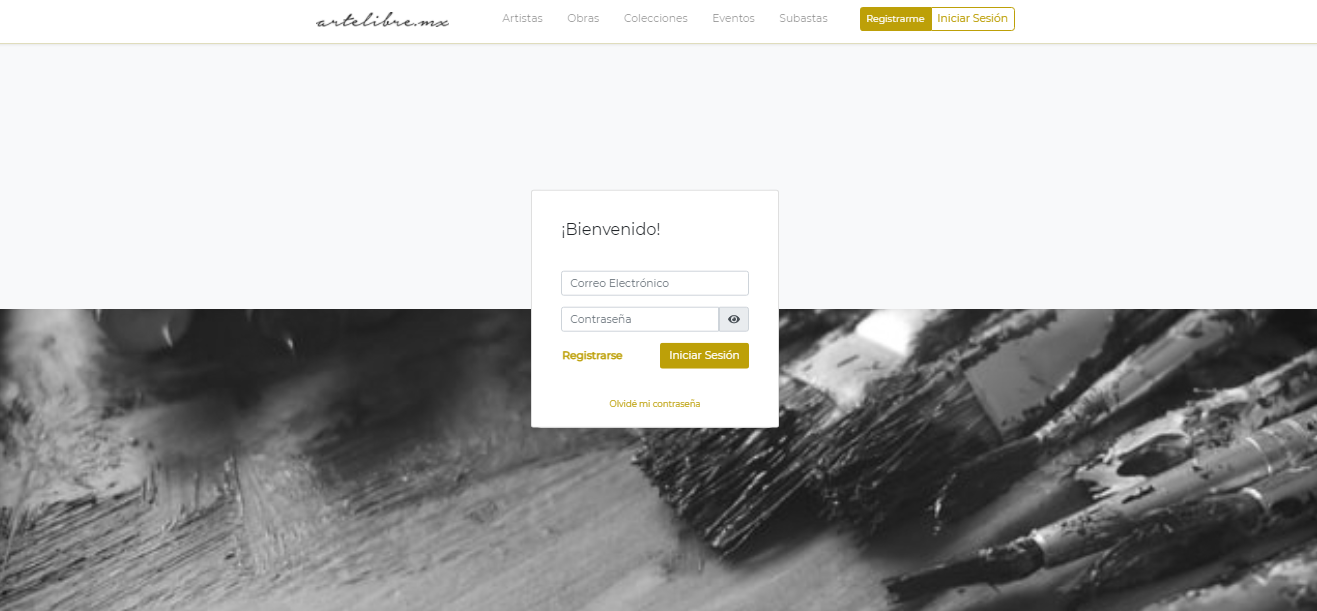 artelibre.mx Artistas Obras Colecciones Eventos Subastas Registrarme Iniciar Sesión
¡Bienvenido!
Correo Electrónico
Contraseña
Registrarse Iniciar Sesión
Olvidé mi contraseña